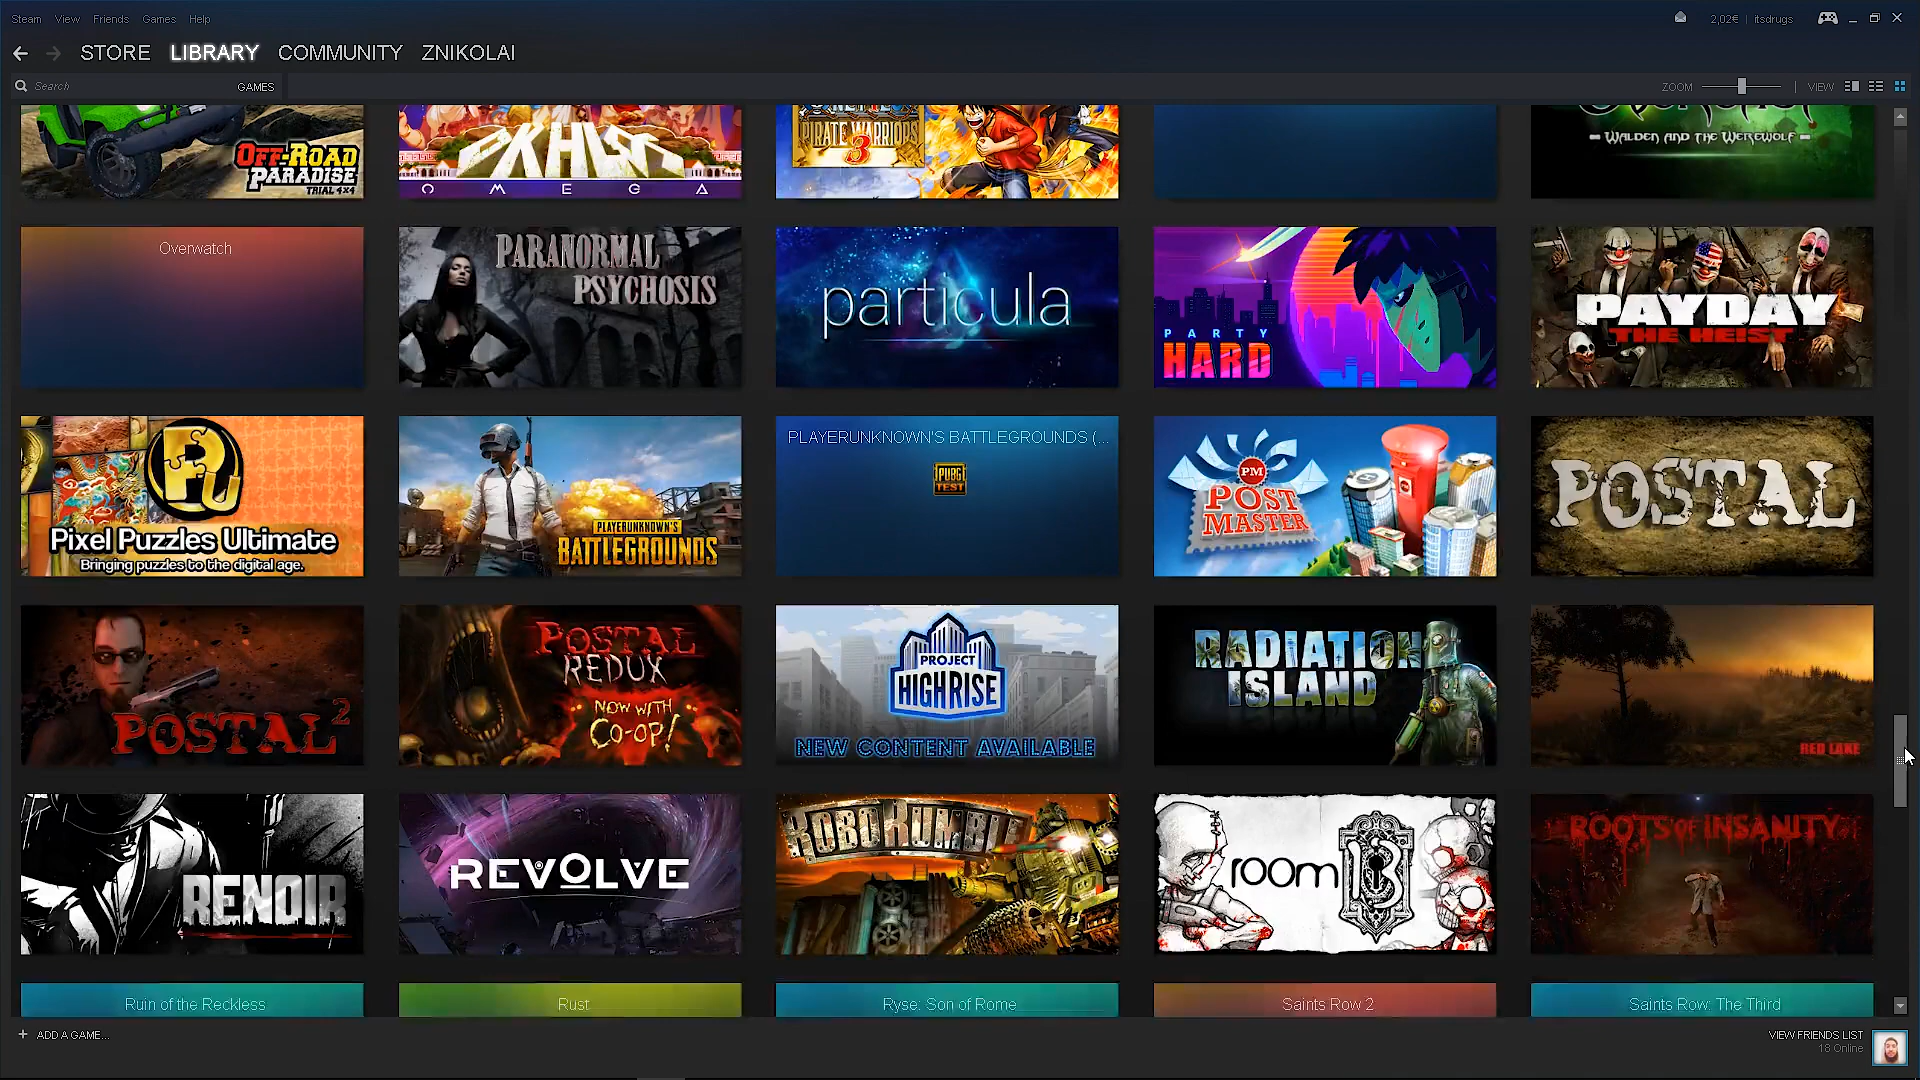 Steam View Friends Games Help
2,02€ | itsdrugs
STORE LIBRARY COMMUNITY ZNIKOLAI
Search GAMES
ZOOM VIEW
OFF-ROAD
PARADISE
TRIAL 4X4
OKHLOS
OMEGA
PIRATE WARRIORS
3
WALDEN AND THE WEREWOLF
Overwatch
PARANORMAL
PSYCHOSIS
particula
PARTY
HARD
PAYDAY
THE HEIST
PU
Pixel Puzzles Ultimate
Bringing puzzles to the digital age.
PLAYERUNKNOWN'S
BATTLEGROUNDS
PLAYERUNKNOWN'S BATTLEGROUNDS (...
PUBG
TEST
PM
POST
MASTER
POSTAL
POSTAL 2
POSTAL
REDUX
NOW WITH
CO-OP!
PROJECT
HIGHRISE
NEW CONTENT AVAILABLE
RADIATION
ISLAND
RED LAKE
RENOIR
REVOLVE
ROBORUMBLE
room 13
ROOTS OF INSANITY
Ruin of the Reckless
Rust
Ryse: Son of Rome
Saints Row 2
Saints Row: The Third
+ ADD A GAME...
VIEW FRIENDS LIST
18 Online